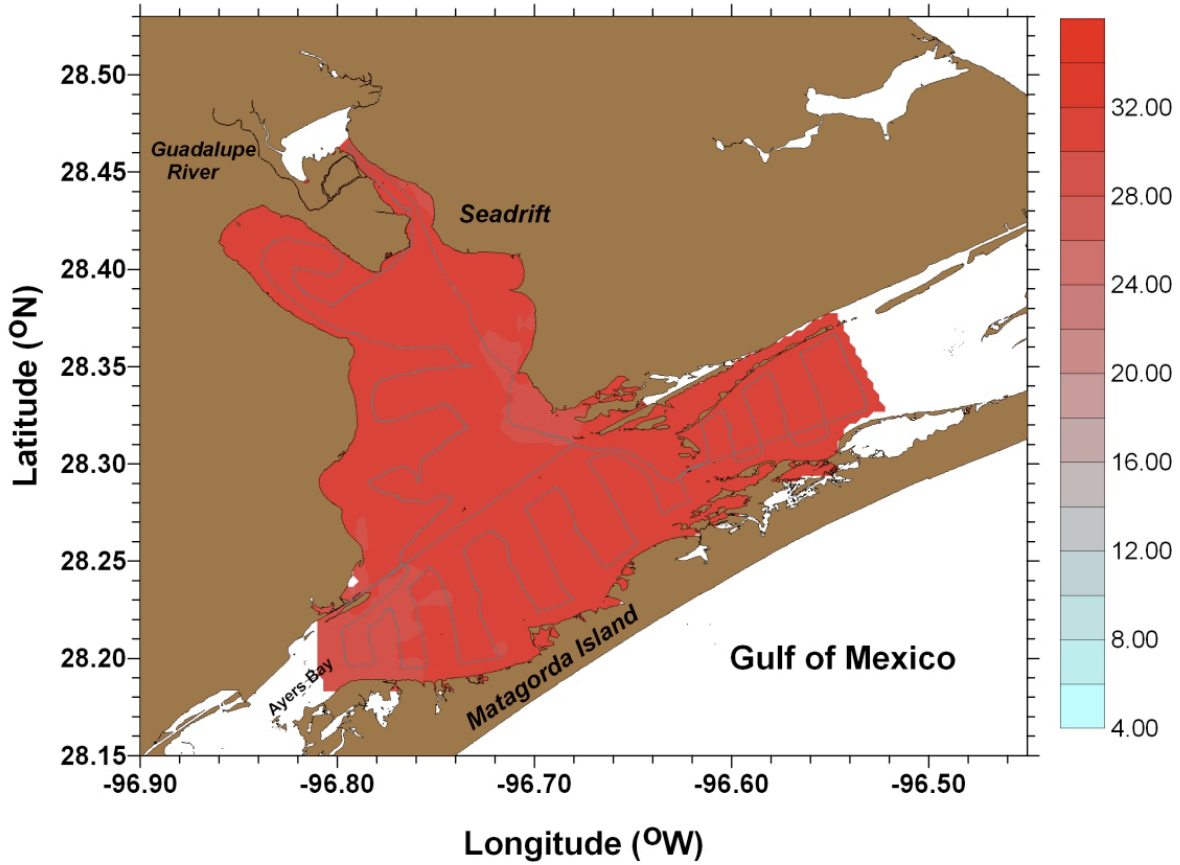 28.50
28.45
28.40
28.35
28.30
28.25
28.20
28.15
Latitude (ON)
Guadalupe
River
Seadrift
Ayers Bay
Matagorda Island
Gulf of Mexico
-96.90
-96.80
-96.70
-96.60
-96.50
Longitude (OW)
32.00
28.00
24.00
20.00
16.00
12.00
8.00
4.00